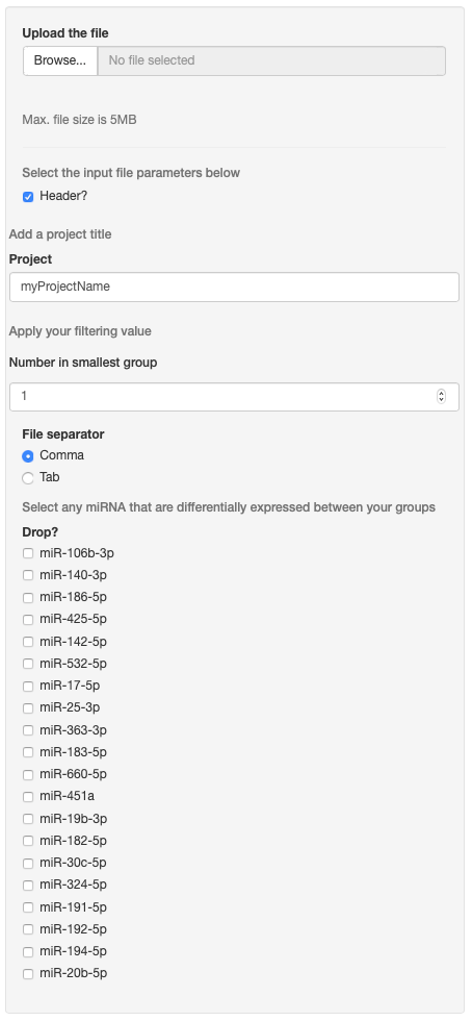 Upload the file
Browse... No file selected
Max. file size is 5MB
Select the input file parameters below
Header?
Add a project title
Project
myProjectName
Apply your filtering value
Number in smallest group
1
File separator
Comma
Tab
Select any miRNA that are differentially expressed between your groups
Drop?
miR-106b-3p
miR-140-3p
miR-186-5p
miR-425-5p
miR-142-5p
miR-532-5p
miR-17-5p
miR-25-3p
miR-363-3p
miR-183-5p
miR-660-5p
miR-451a
miR-19b-3p
miR-182-5p
miR-30c-5p
miR-324-5p
miR-191-5p
miR-192-5p
miR-194-5p
miR-20b-5p